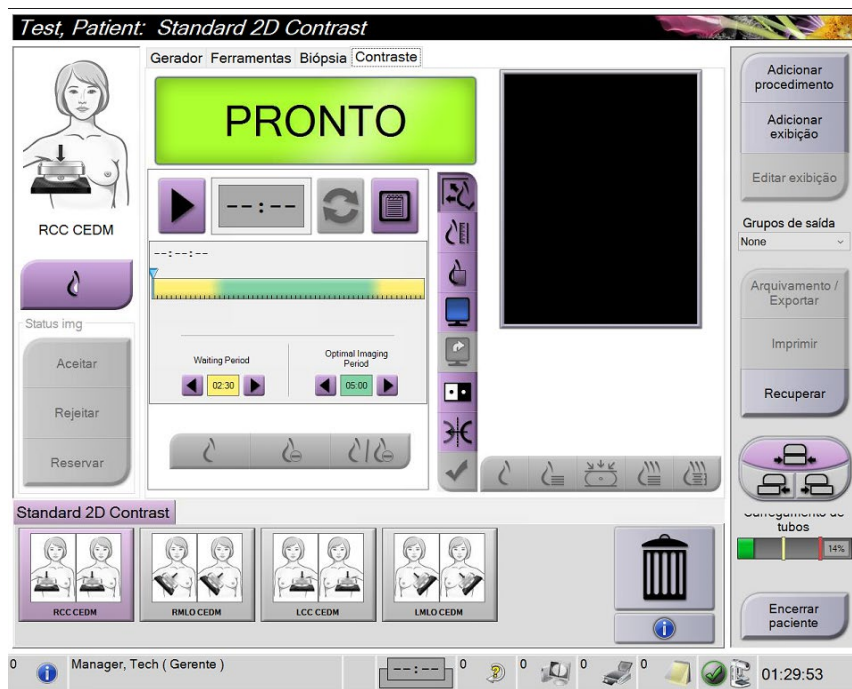 Test, Patient: Standard 2D Contrast
Gerador Ferramentas Biópsia Contraste
PRONTO
RCC CEDM
--:--
--:--:--
Waiting Period
02:30
Optimal Imaging
Period
05:00
Status img
Aceitar
Rejeitar
Reservar
Adicionar
procedimento
Adicionar
exibição
Editar exibição
Grupos de saída
None
Arquivamento /
Exportar
Imprimir
Recuperar
Carregamento de
tubos
14%
Encerrar
paciente
Standard 2D Contrast
RCC CEDM
RMLO CEDM
LCC CEDM
LMLO CEDM
0
Manager, Tech ( Gerente )
--:--
0
0
0
0
01:29:53